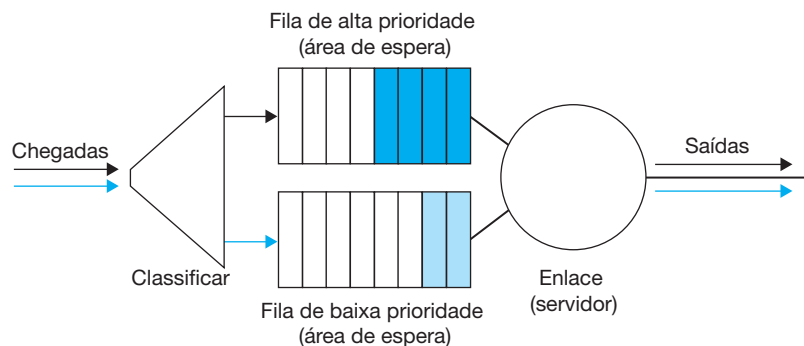 Fila de alta prioridade
(área de espera)
Chegadas
Saídas
Classificar
Enlace
(servidor)
Fila de baixa prioridade
(área de espera)